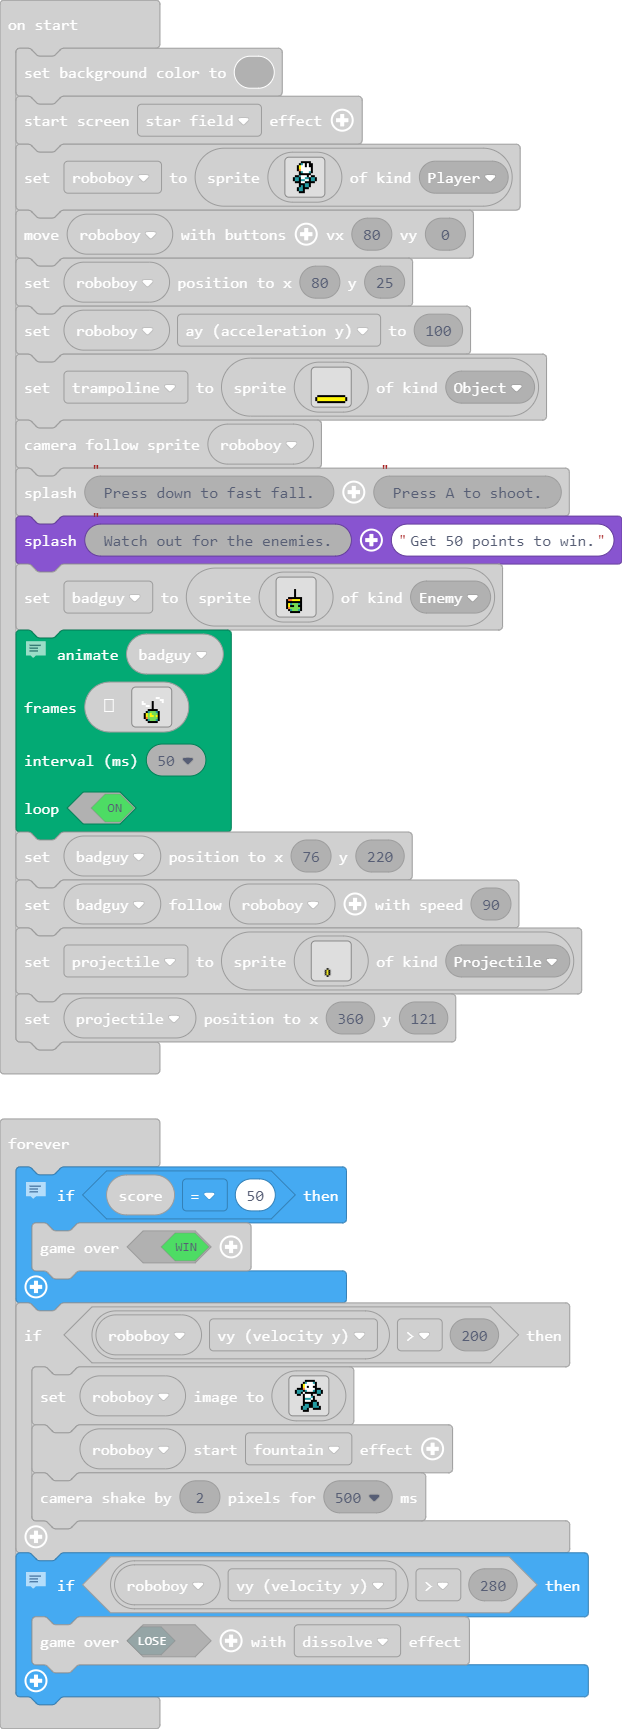 on start
set background color to
start screen star field effect
set roboboy to sprite of kind Player
move roboboy with buttons vx 80 vy 0
set roboboy position to x 80 y 25
set roboboy ay (acceleration y) to 100
set trampoline to sprite of kind Object
camera follow sprite roboboy
splash "Press down to fast fall. "Press A to shoot.
splash "Watch out for the enemies. "Get 50 points to win."
set badguy to sprite of kind Enemy
animate badguy
frames
interval (ms) 50
loop ON
set badguy position to x 76 y 220
set badguy follow roboboy with speed 90
set projectile to sprite of kind Projectile
set projectile position to x 360 y 121
forever
if score = 50 then
game over WIN
if roboboy vy (velocity y) > 200 then
set roboboy image to
roboboy start fountain effect
camera shake by 2 pixels for 500 ms
if roboboy vy (velocity y) > 280 then
game over LOSE with dissolve effect